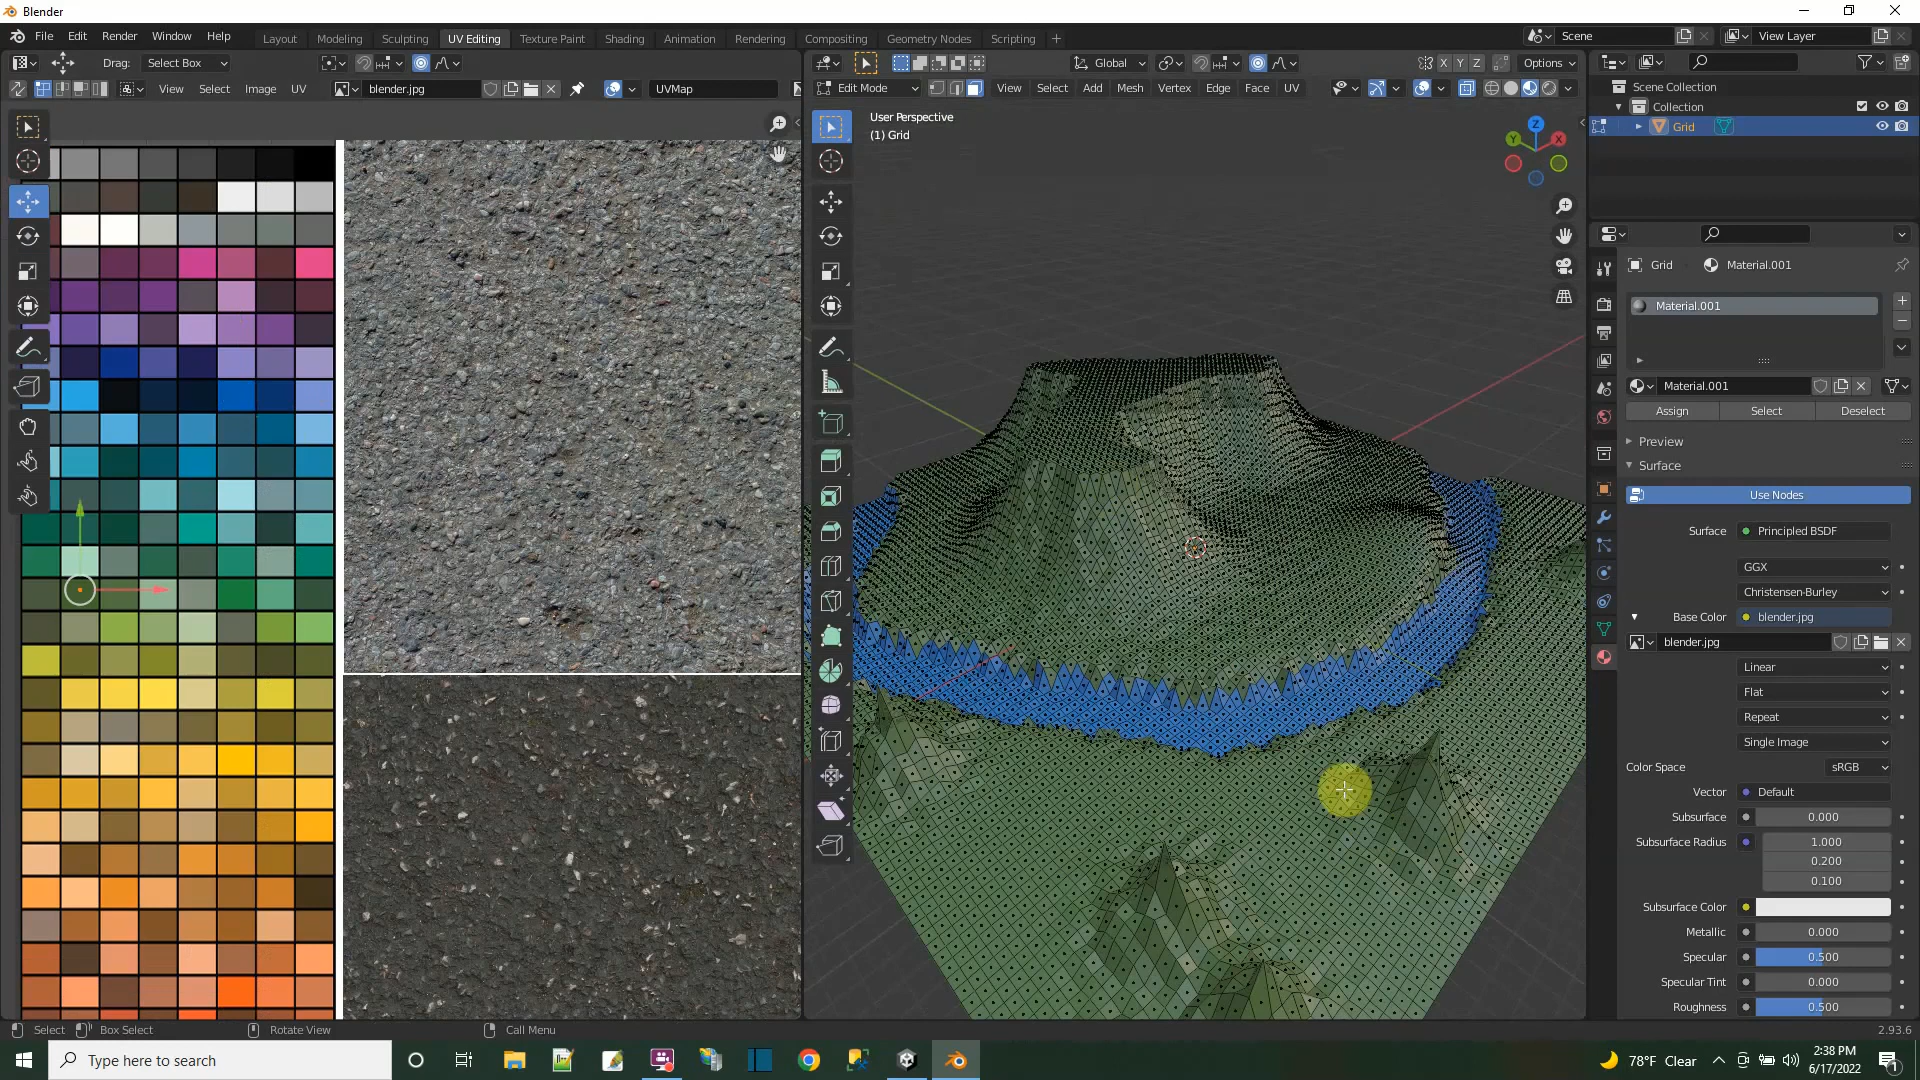 Blender
File Edit Render Window Help
Layout Modeling Sculpting UV Editing Texture Paint Shading Animation Rendering Compositing Geometry Nodes Scripting +
Scene
View Layer
Drag: Select Box
Global
X Y Z
Options
View Select Image UV
blender.jpg
UVMap
Edit Mode
View Select Add Mesh Vertex Edge Face UV
User Perspective
(1) Grid
Z
Y
X
Scene Collection
Collection
Grid
Grid
Material.001
Material.001
Material.001
Assign Select Deselect
Preview
Surface
Use Nodes
Surface Principled BSDF
GGX
Christensen-Burley
Base Color blender.jpg
blender.jpg
Linear
Flat
Repeat
Single Image
Color Space sRGB
Vector Default
Subsurface 0.000
Subsurface Radius 1.000
0.200
0.100
Subsurface Color
Metallic 0.000
Specular 0.500
Specular Tint 0.000
Roughness 0.500
Select Box Select Rotate View Call Menu
2.93.6
Type here to search
78°F Clear
2:38 PM
6/17/2022
1